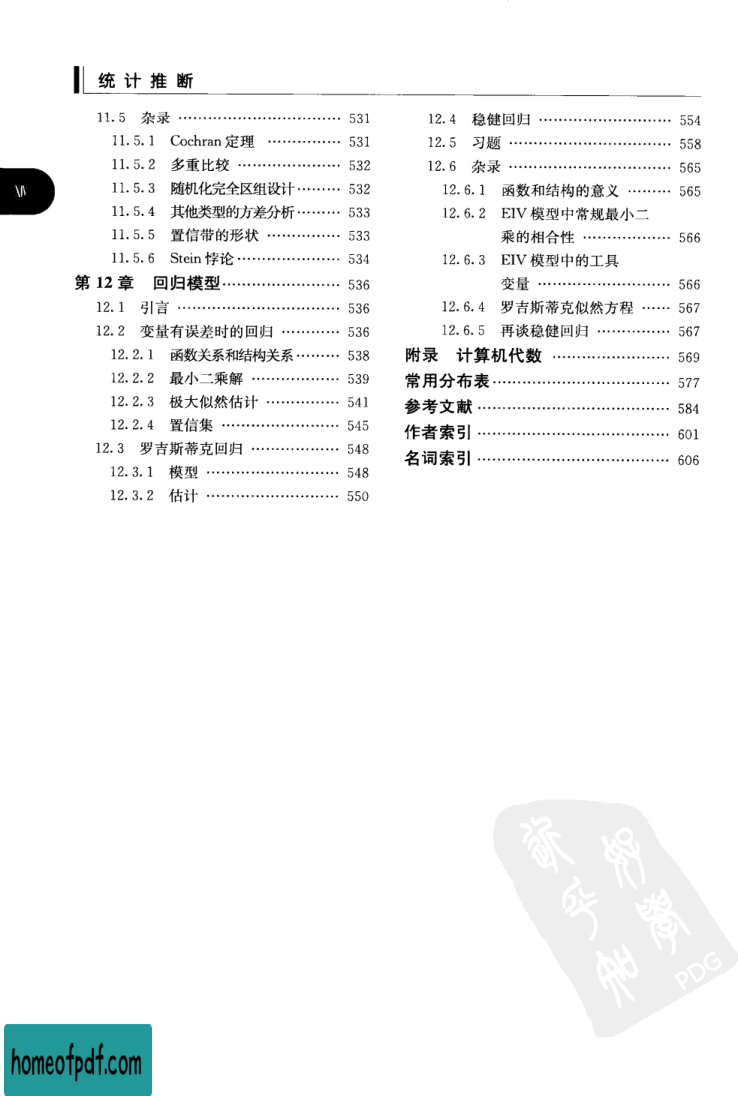 统计推断
11.5 杂录 ……………………………… 531
11.5.1 Cochran 定理 …………… 531
11.5.2 多重比较 ………………… 532
11.5.3 随机化完全区组设计……… 532
11.5.4 其他类型的方差分析……… 533
11.5.5 置信带的形状 …………… 533
11.5.6 Stein 悖论………………… 534
第 12 章 回归模型…………………… 536
12.1 引言 ……………………………… 536
12.2 变量有误差时的回归 ………… 536
12.2.1 函数关系和结构关系……… 538
12.2.2 最小二乘解 ……………… 539
12.2.3 极大似然估计 …………… 541
12.2.4 置信集 …………………… 545
12.3 罗吉斯蒂克回归 ……………… 548
12.3.1 模型 ……………………… 548
12.3.2 估计 ……………………… 550
12.4 稳健回归 ……………………… 554
12.5 习题 …………………………… 558
12.6 杂录 …………………………… 565
12.6.1 函数和结构的意义 ……… 565
12.6.2 EIV 模型中常规最小二
乘的相合性 ……………… 566
12.6.3 EIV 模型中的工具
变量 ……………………… 566
12.6.4 罗吉斯蒂克似然方程 …… 567
12.6.5 再谈稳健回归 …………… 567
附录 计算机代数 …………………… 569
常用分布表……………………………… 577
参考文献 ………………………………… 584
作者索引 ………………………………… 601
名词索引 ………………………………… 606
PDG
homeofpdf.com